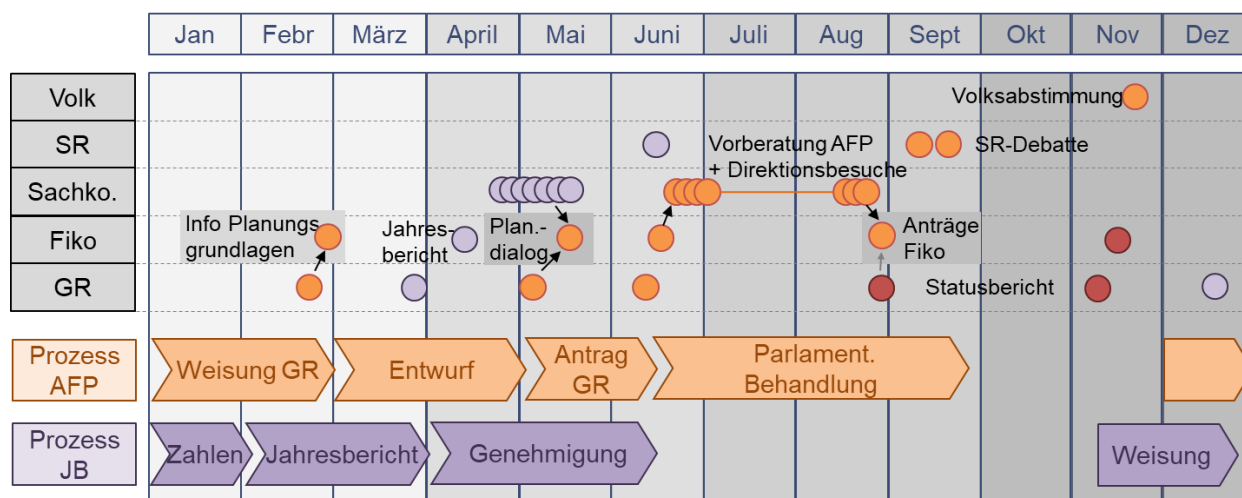 Jan Febr März April Mai Juni Juli Aug Sept Okt Nov Dez
Volk
Volksabstimmung
SR
Vorberatung AFP
+ Direktionsbesuche
SR-Debatte
Sachko.
Fiko
Info Planungs
grundlagen
Jahres-
bericht
Plan.-
dialog
Anträge
Fiko
GR
Statusbericht
Prozess
AFP
Weisung GR
Entwurf
Antrag
GR
Parlament.
Behandlung
Prozess
JB
Zahlen
Jahresbericht
Genehmigung
Weisung